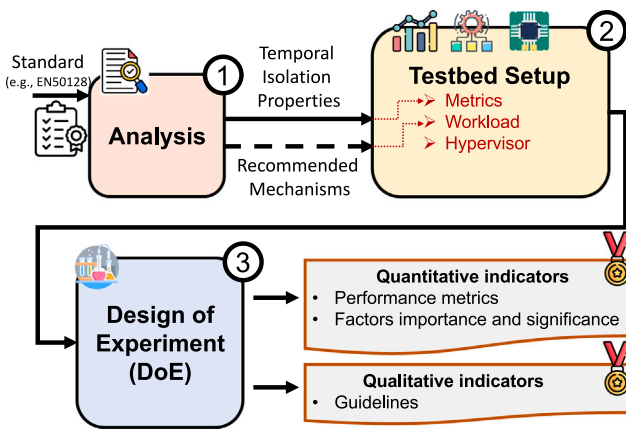 Standard
(e.g., EN50128)
1
Analysis
Temporal
Isolation
Properties
Recommended
Mechanisms
2
Testbed Setup
➢ Metrics
➢ Workload
➢ Hypervisor
3
Design of
Experiment
(DoE)
Quantitative indicators
• Performance metrics
• Factors importance and significance
Qualitative indicators
• Guidelines